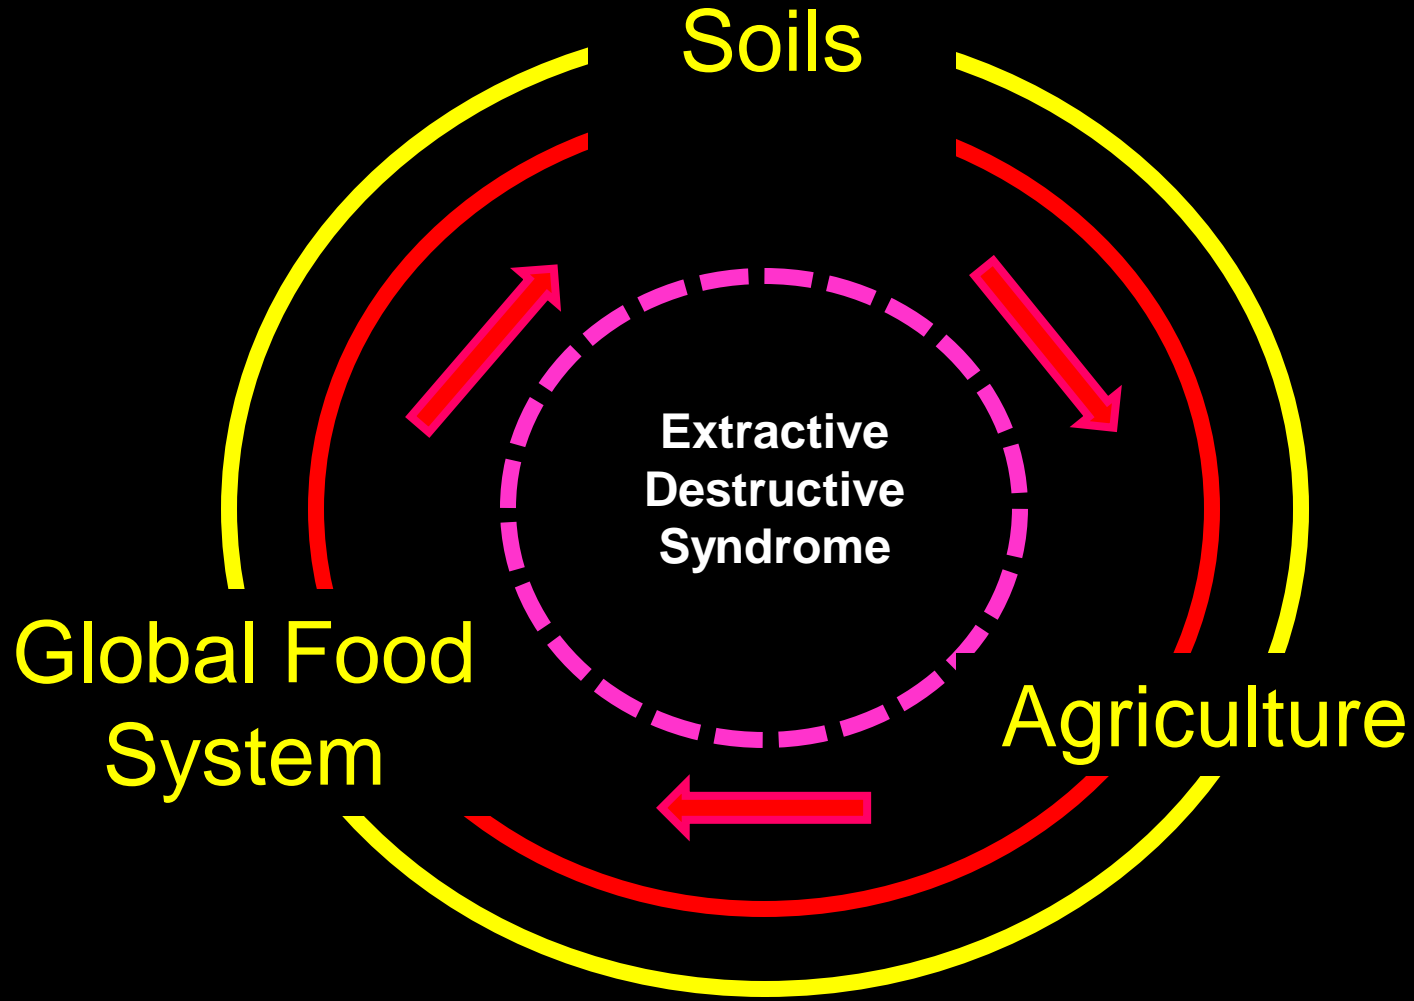 Soils
Extractive
Destructive
Syndrome
Global Food
System
Agriculture